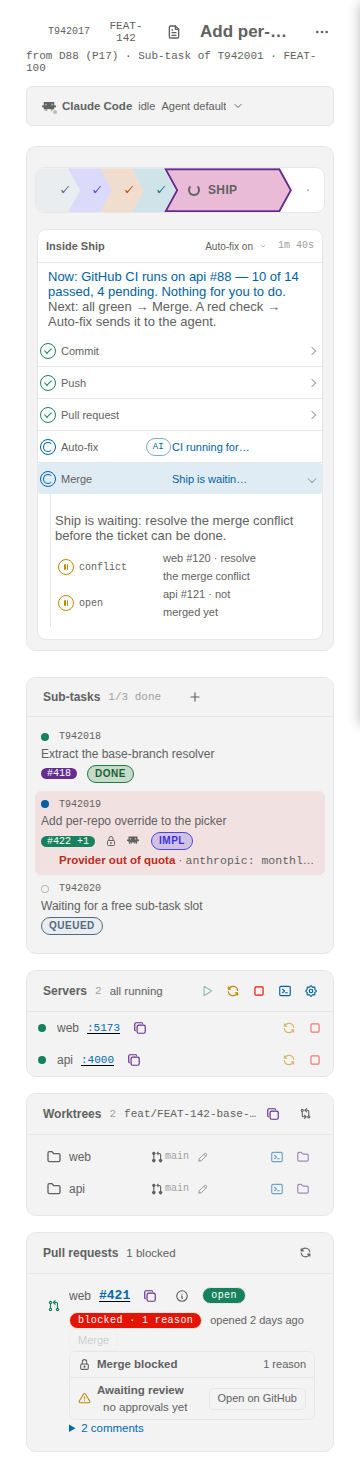 T942017 FEAT-142 Add per-… ···
from D88 (P17) · Sub-task of T942001 · FEAT-100
Claude Code idle Agent default
SHIP ·
Inside Ship Auto-fix on 1m 40s
Now: GitHub CI runs on api #88 — 10 of 14
passed, 4 pending. Nothing for you to do.
Next: all green → Merge. A red check →
Auto-fix sends it to the agent.
Commit
Push
Pull request
Auto-fix AI CI running for…
Merge Ship is waitin…
Ship is waiting: resolve the merge conflict
before the ticket can be done.
conflict web #120 · resolve
the merge conflict
open api #121 · not
merged yet
Sub-tasks 1/3 done +
T942018
Extract the base-branch resolver
#418 DONE
T942019
Add per-repo override to the picker
#422 +1 IMPL
Provider out of quota · anthropic: monthl…
T942020
Waiting for a free sub-task slot
QUEUED
Servers 2 all running
web :5173
api :4000
Worktrees 2 feat/FEAT-142-base-…
web main
api main
Pull requests 1 blocked
web #421 open
blocked · 1 reason opened 2 days ago
Merge
Merge blocked 1 reason
Awaiting review
no approvals yet Open on GitHub
2 comments